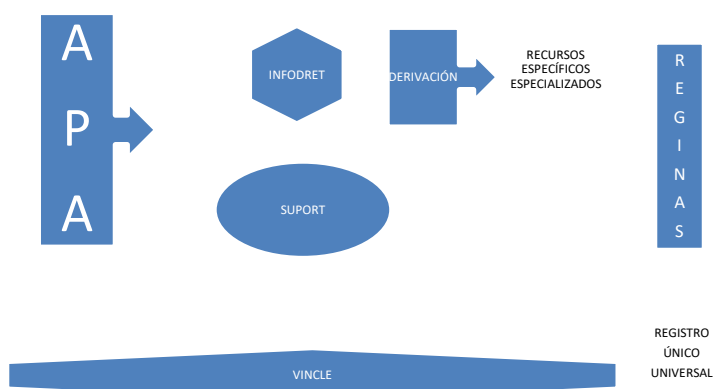 A
P
A
INFODRET
DERIVACIÓN
RECURSOS
ESPECÍFICOS
ESPECIALIZADOS
SUPORT
R
E
G
I
N
A
S
REGISTRO
ÚNICO
UNIVERSAL
VINCLE